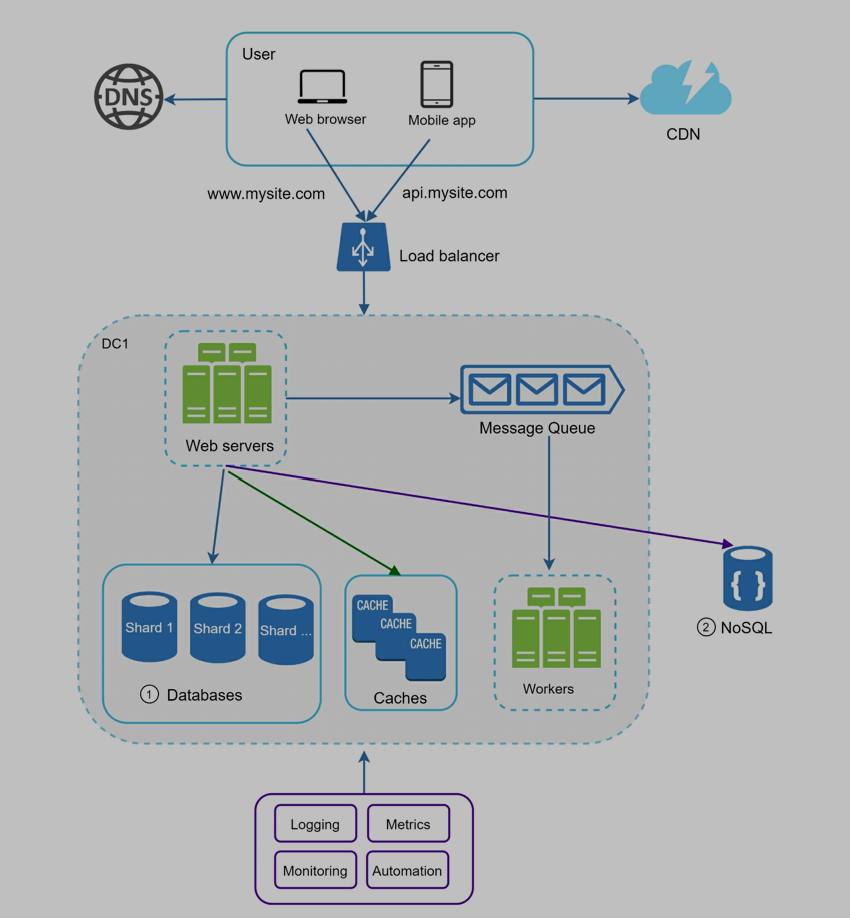 User
DNS
Web browser
Mobile app
CDN
www.mysite.com
api.mysite.com
Load balancer
DC1
Web servers
Message Queue
Shard 1
Shard 2
Shard ...
① Databases
CACHE
CACHE
CACHE
Caches
Workers
② NoSQL
{ }
Logging
Metrics
Monitoring
Automation